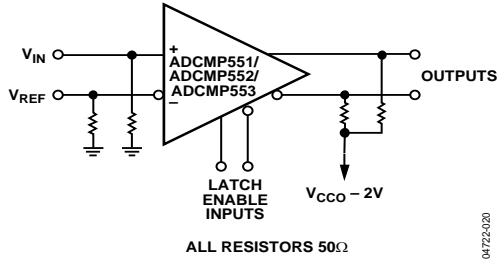 V_IN
+
ADCMP551/
ADCMP552/
ADCMP553
V_REF
–
OUTPUTS
LATCH
ENABLE
INPUTS
V_CCO – 2V
ALL RESISTORS 50Ω
04722-020